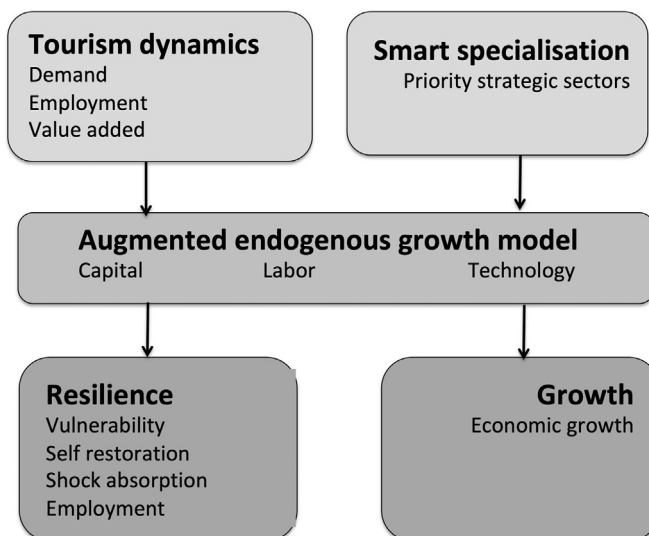 Tourism dynamics
Demand
Employment
Value added
Smart specialisation
Priority strategic sectors
Augmented endogenous growth model
Capital Labor Technology
Resilience
Vulnerability
Self restoration
Shock absorption
Employment
Growth
Economic growth